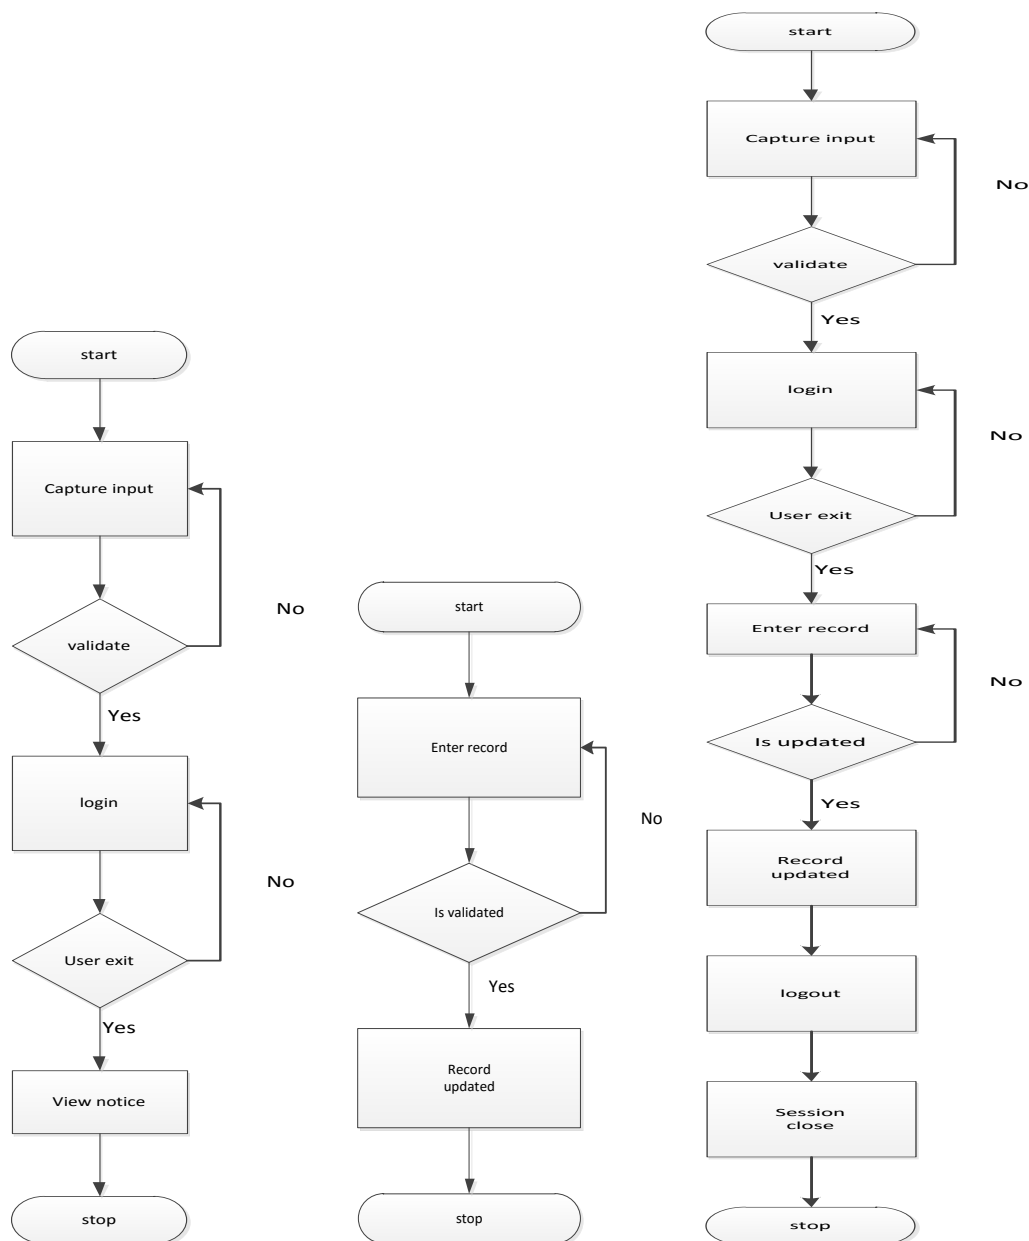 start
Capture input
No
validate
Yes
login
No
User exit
Yes
View notice
stop
start
Enter record
No
Is validated
Yes
Record
updated
stop
start
Capture input
No
validate
Yes
login
No
User exit
Yes
Enter record
No
Is updated
Yes
Record
updated
logout
Session
close
stop